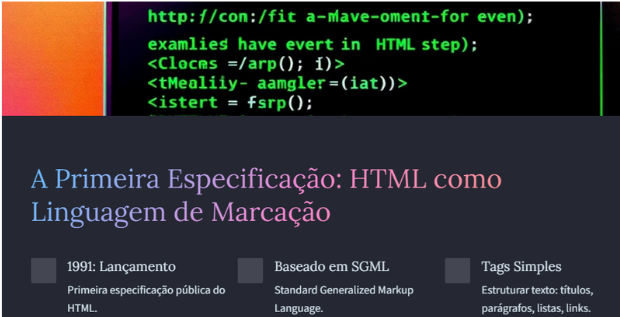 http://con:/fit a-mave-oment-for even);
examlies have evert in HTML step);
<Clocms =/arp(); i)>
<tMealiiy- aamgler=(iat))>
<istert = fsrp();
A Primeira Especificação: HTML como
Linguagem de Marcação
1991: Lançamento
Primeira especificação pública do
HTML.
Baseado em SGML
Standard Generalized Markup
Language.
Tags Simples
Estruturar texto: títulos,
parágrafos, listas, links.